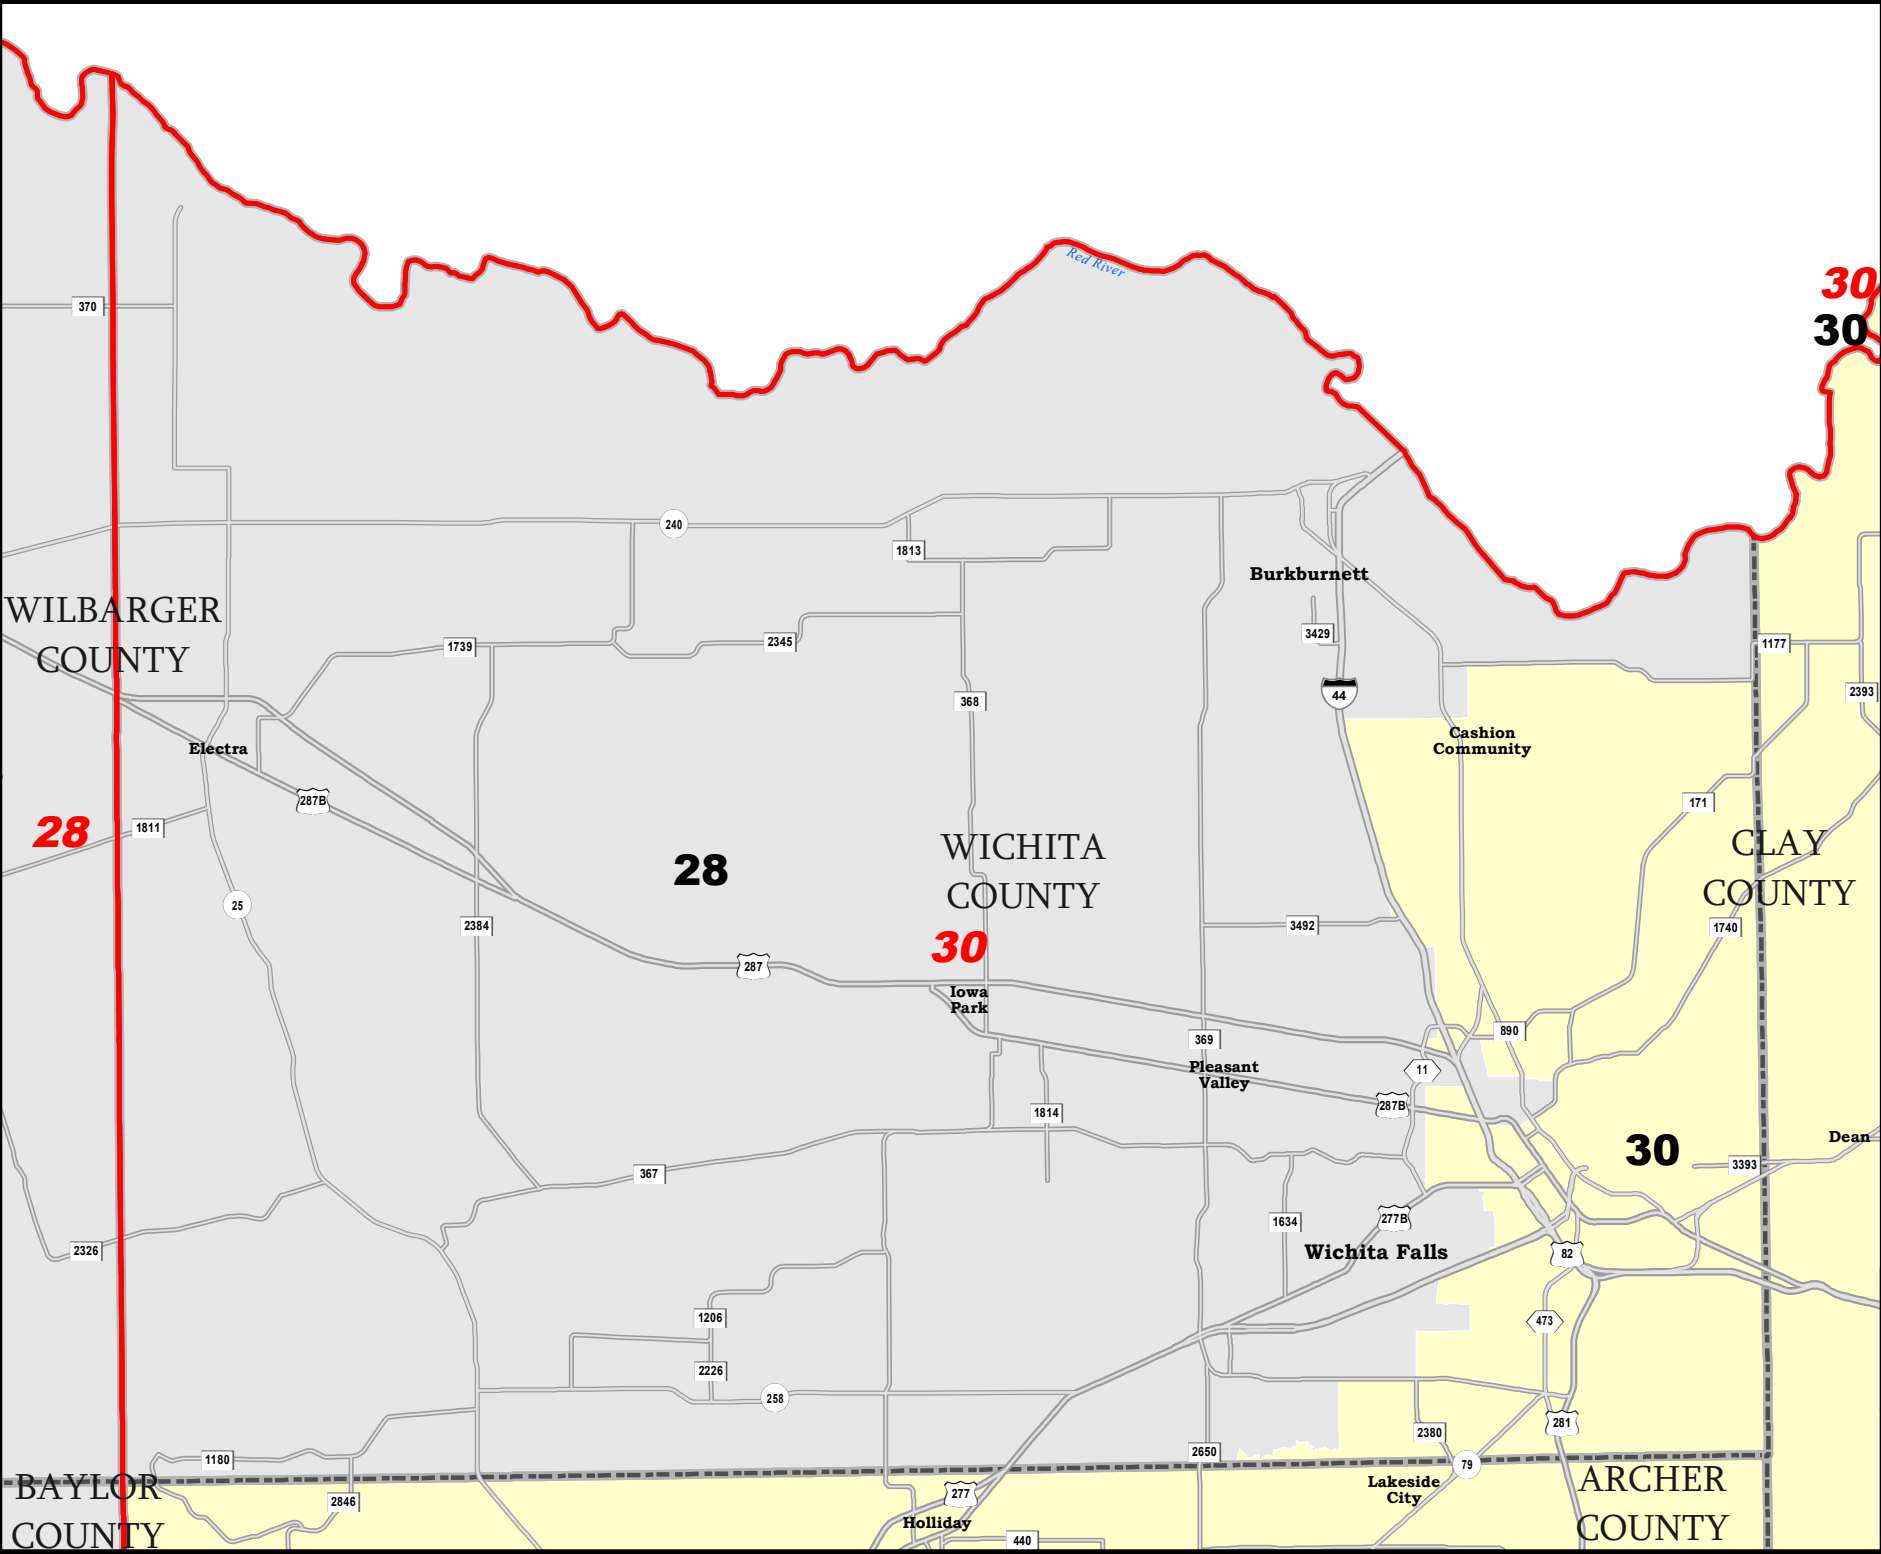 Red River
30
30
370
240
1813
Burkburnett
WILBARGER
COUNTY
3429
1739
2345
1177
368
44
2393
Cashion
Community
Electra
287B
171
28
1811
28
WICHITA
COUNTY
CLAY
COUNTY
25
2384
3492
1740
30
287
Iowa
Park
890
369
Pleasant
Valley
11
287B
1814
30
Dean
3393
367
277B
1634
2326
Wichita Falls
82
1206
473
2226
258
281
2380
1180
2650
79
BAYLOR
COUNTY
2846
277
Lakeside
City
ARCHER
COUNTY
Holliday
440